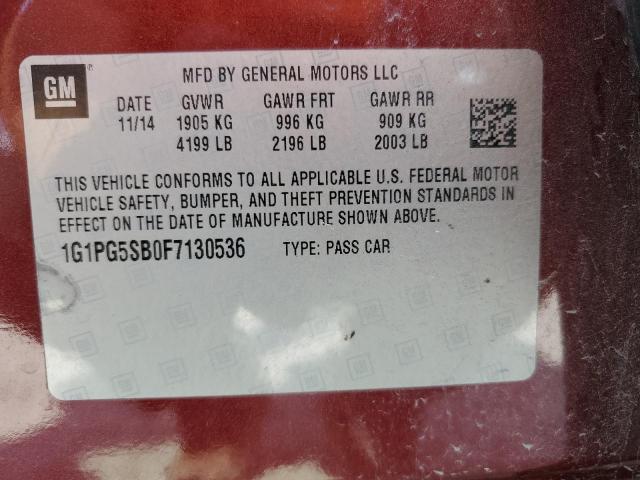 GM ®
MFD BY GENERAL MOTORS LLC
DATE GVWR GAWR FRT GAWR RR
11/14 1905 KG 996 KG 909 KG
4199 LB 2196 LB 2003 LB
THIS VEHICLE CONFORMS TO ALL APPLICABLE U.S. FEDERAL MOTOR
VEHICLE SAFETY, BUMPER, AND THEFT PREVENTION STANDARDS IN
EFFECT ON THE DATE OF MANUFACTURE SHOWN ABOVE.
1G1PG5SB0F7130536 TYPE: PASS CAR